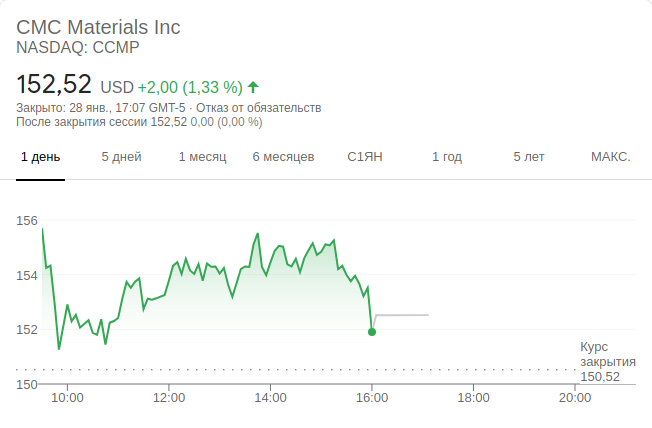 CMC Materials Inc
NASDAQ: CCMP
152,52 USD +2,00 (1,33 %)
Закрыто: 28 янв., 17:07 GMT-5 · Отказ от обязательств
После закрытия сессии 152,52 0,00 (0,00 %)
1 день 5 дней 1 месяц 6 месяцев С1ЯН 1 год 5 лет МАКС.
156
154
152
Курс
закрытия
150,52
150
10:00 12:00 14:00 16:00 18:00 20:00